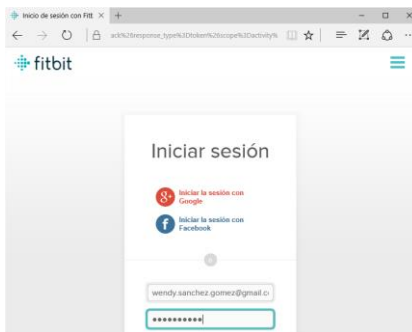 Inicio de sesión con Fitt
ack%26response_type%3Dtoken%26scope%3Dactivity%
fitbit
Iniciar sesión
8+ Iniciar la sesión con
Google
f Iniciar la sesión con
Facebook
o
wendy.sanchez.gomez@gmail.c